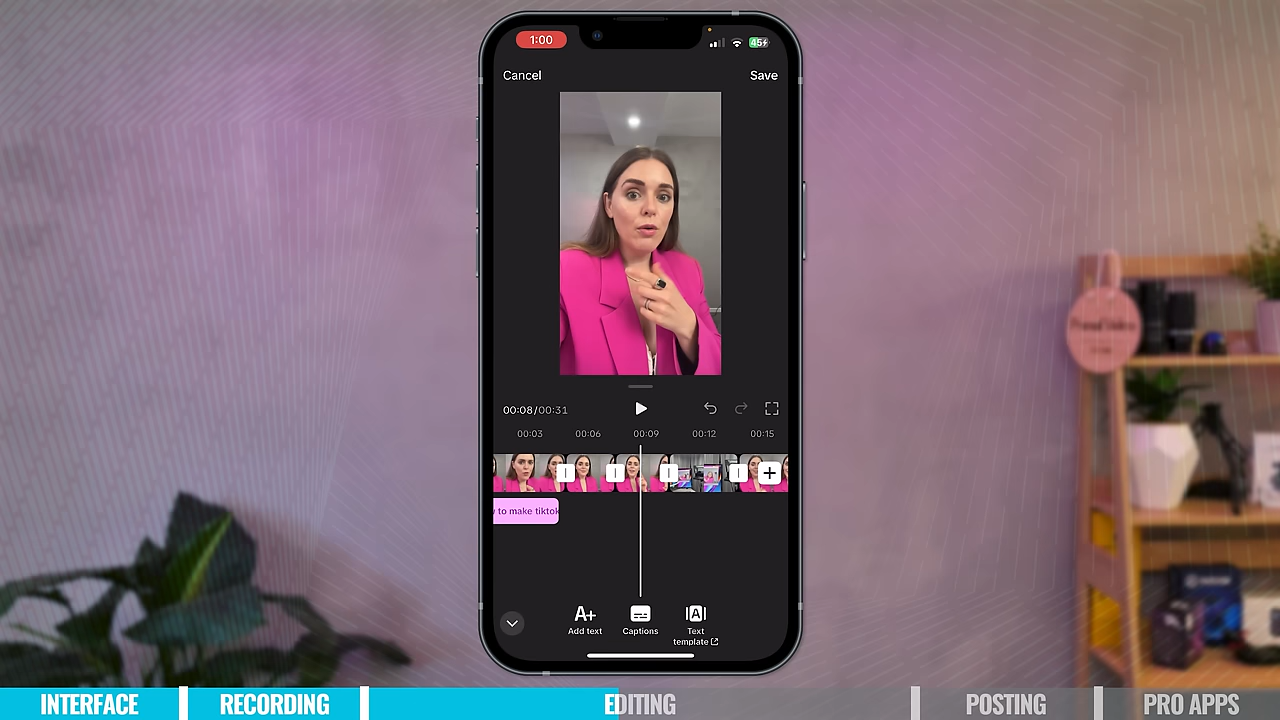 1:00
45
Cancel
Save
00:08/00:31
00:03
00:06
00:09
00:12
00:15
to make tiktok
A+
Add text
Captions
A
Text
template
INTERFACE
RECORDING
EDITING
POSTING
PRO APPS